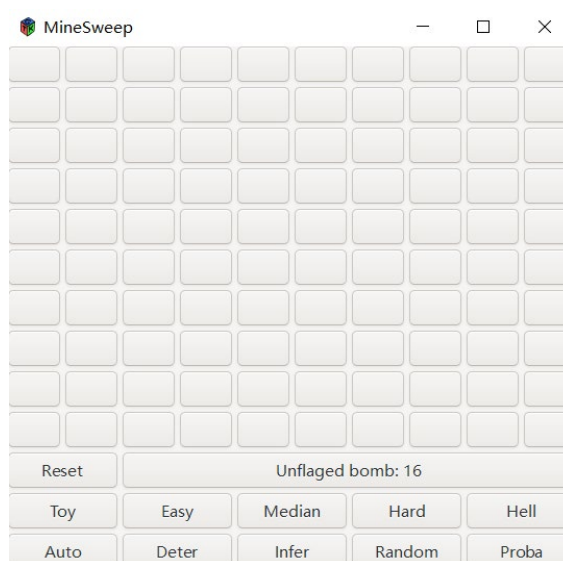 MineSweep
Reset Unflaged bomb: 16
Toy Easy Median Hard Hell
Auto Deter Infer Random Proba